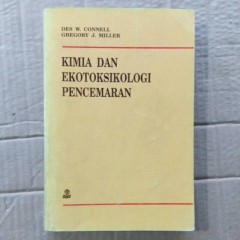 DES W. CONNELL
GREGORY J. MILLER
KIMIA DAN
EKOTOKSIKOLOGI
PENCEMARAN